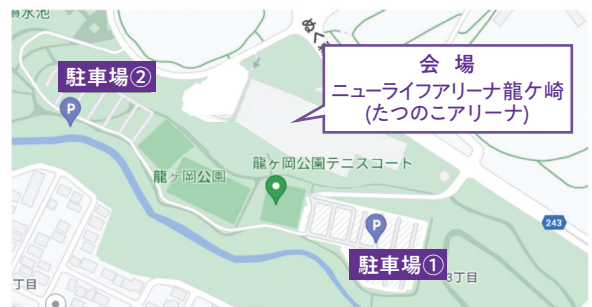 水池
駐車場②
会 場
ニューライフアリーナ龍ケ崎
(たつのこアリーナ)
P
龍ヶ岡公園テニスコート
龍ヶ岡公園
243
P
駐車場①
3丁目
丁目